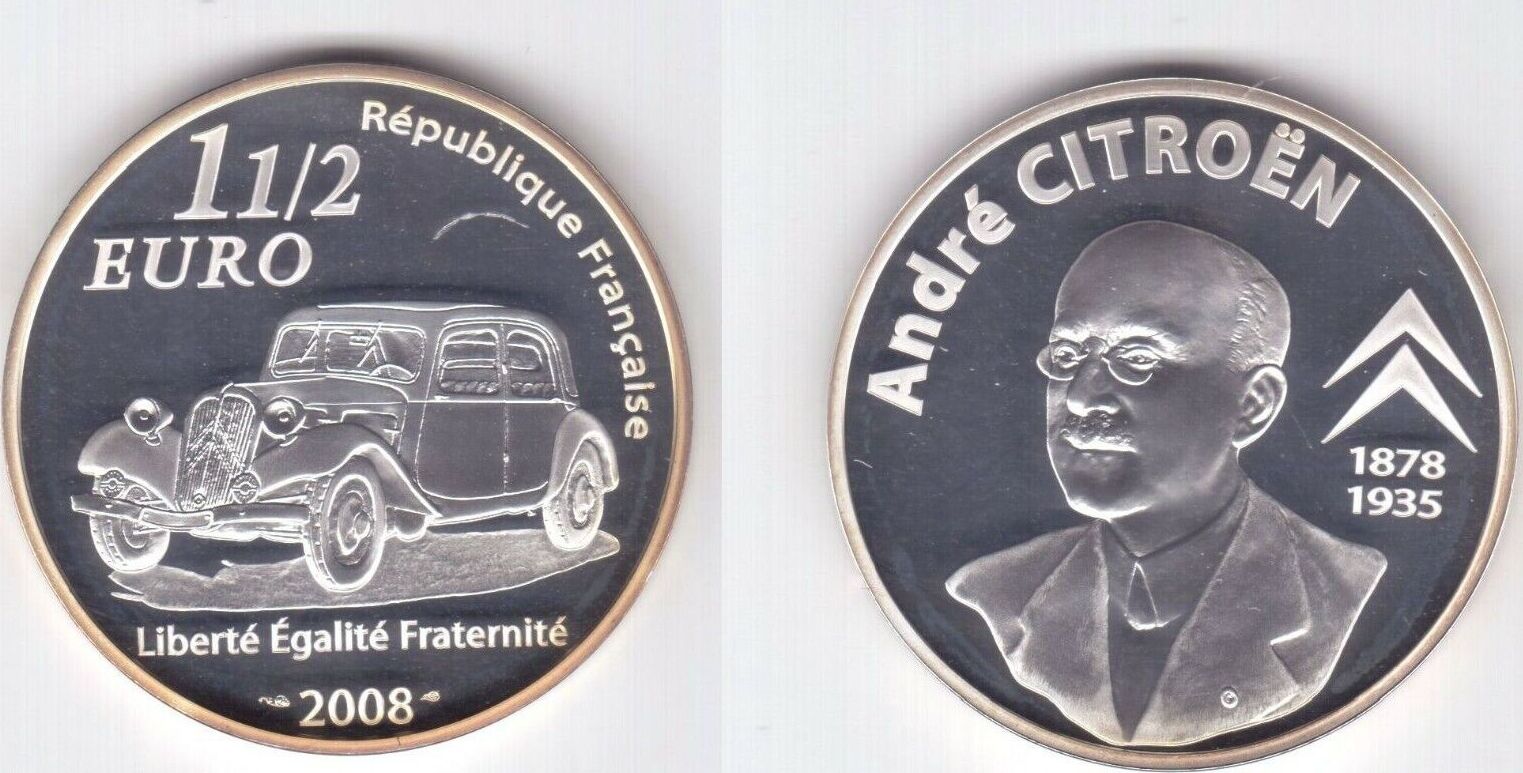 1 1/2
EURO
République Française
Liberté Égalité Fraternité
2008
André CITROËN
1878
1935